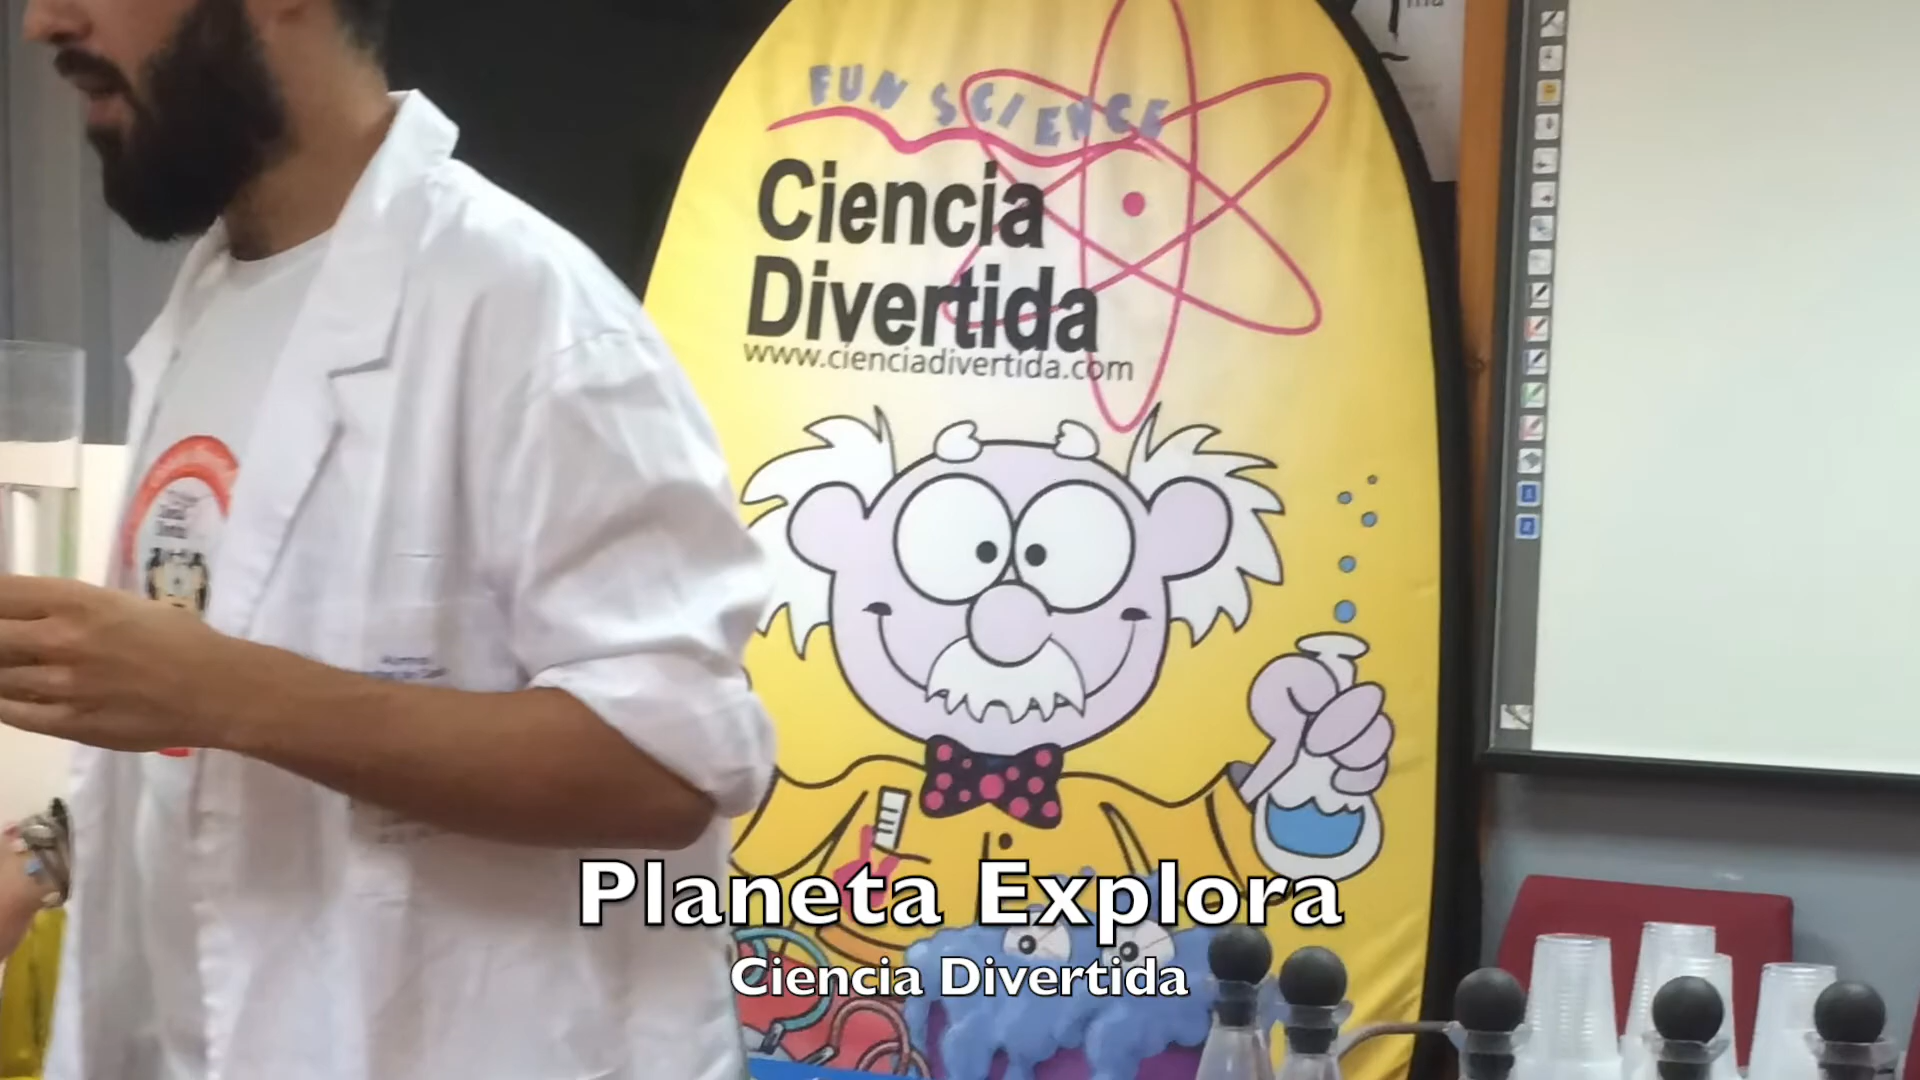 FUN SCIENCE
Ciencia
Divertida
www.cienciadivertida.com
Planeta Explora
Ciencia Divertida